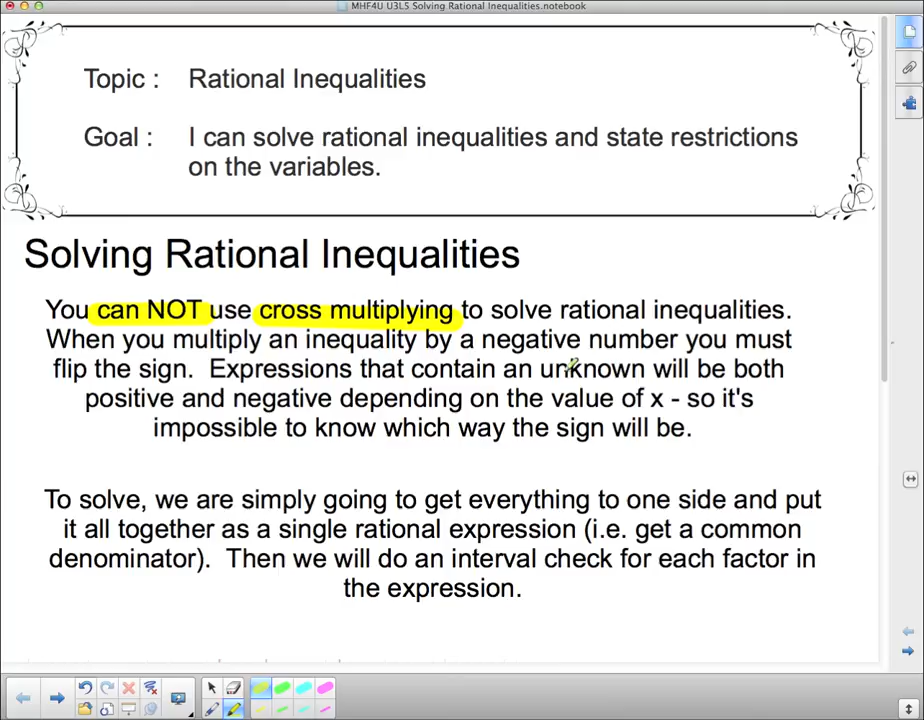 MHF4U U3L5 Solving Rational Inequalities.notebook
Topic : Rational Inequalities
Goal : I can solve rational inequalities and state restrictions
on the variables.
Solving Rational Inequalities
You can NOT use cross multiplying to solve rational inequalities.
When you multiply an inequality by a negative number you must
flip the sign. Expressions that contain an unknown will be both
positive and negative depending on the value of x - so it's
impossible to know which way the sign will be.
To solve, we are simply going to get everything to one side and put
it all together as a single rational expression (i.e. get a common
denominator). Then we will do an interval check for each factor in
the expression.